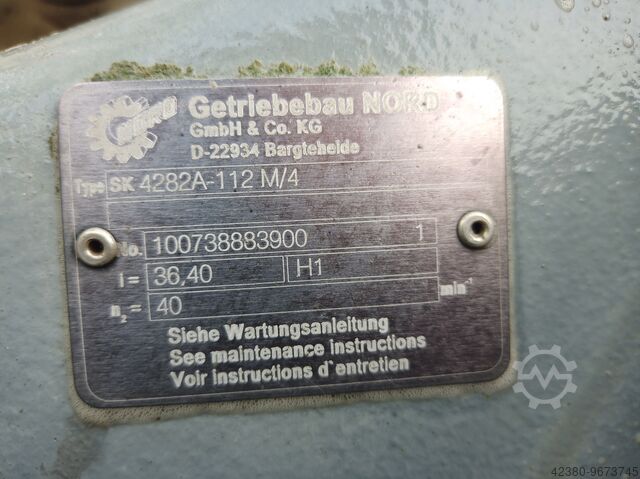 NORD
Getriebebau NORD
GmbH & Co. KG
D-22934 Bargteheide
Type SK 4282A-112 M/4
No. 100738883900 1
i = 36,40 H1
n2 = 40 min-1
Siehe Wartungsanleitung
See maintenance instructions
Voir instructions d'entretien
42380-9673745